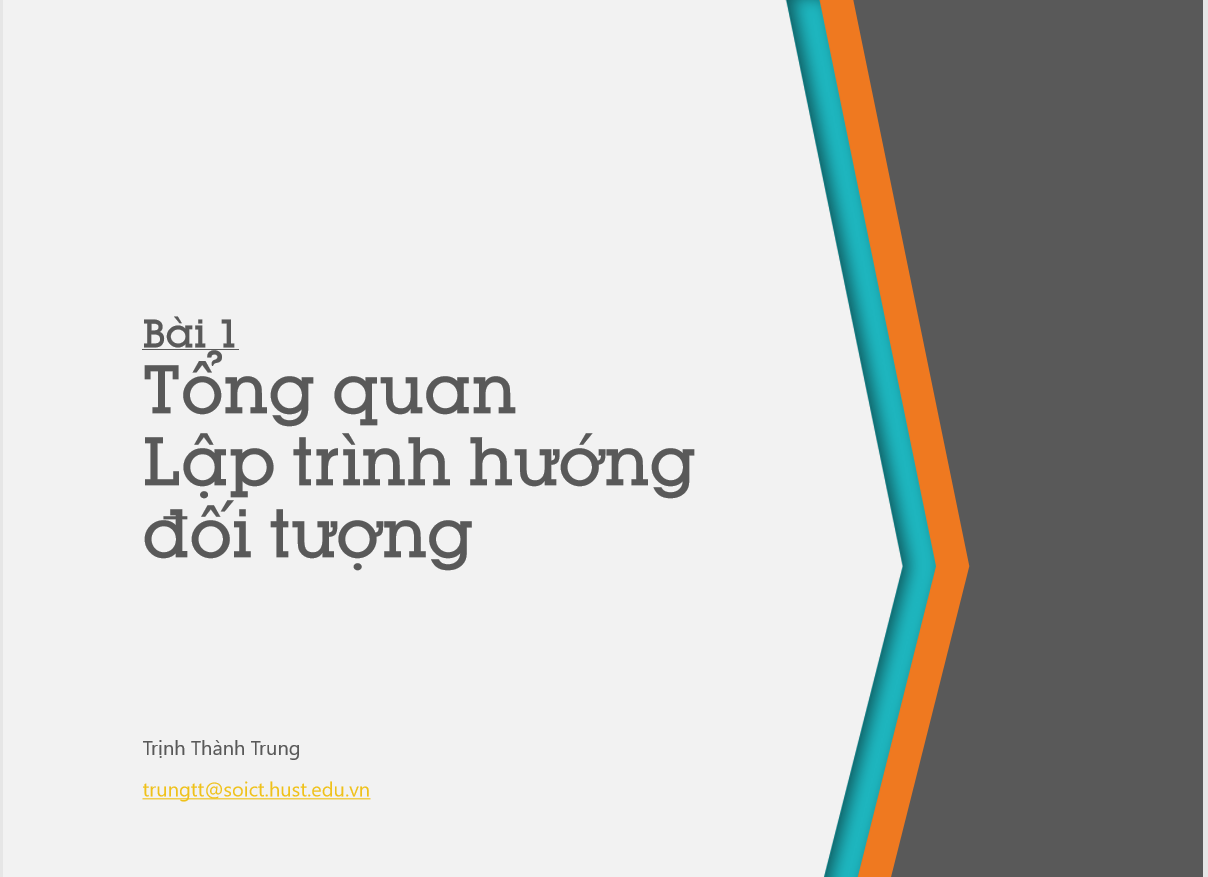 Bài 1
Tổng quan
Lập trình hướng
đối tượng
Trịnh Thành Trung
trungtt@soict.hust.edu.vn